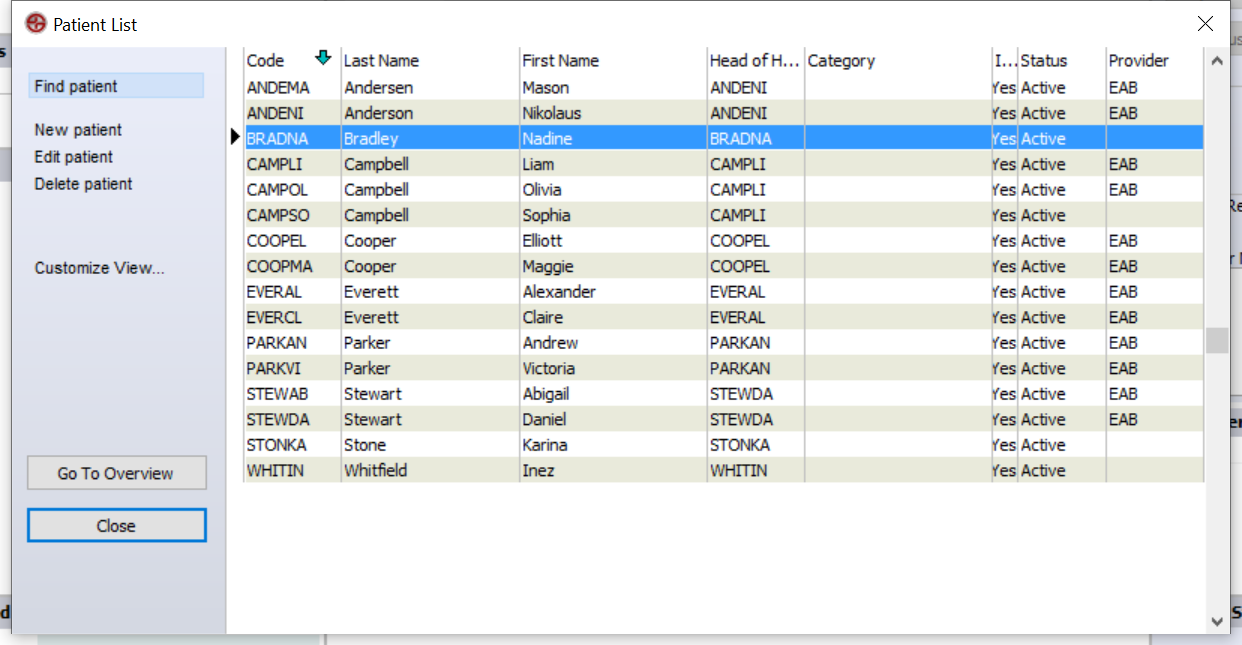 Patient List
Find patient
New patient
Edit patient
Delete patient
Customize View...
Go To Overview
Close
Code Last Name First Name Head of H... Category I... Status Provider
ANDEMA Andersen Mason ANDENI Yes Active EAB
ANDENI Anderson Nikolaus ANDENI Yes Active EAB
BRADNA Bradley Nadine BRADNA Yes Active
CAMPLI Campbell Liam CAMPLI Yes Active EAB
CAMPOL Campbell Olivia CAMPLI Yes Active EAB
CAMPSO Campbell Sophia CAMPLI Yes Active
COOPEL Cooper Elliott COOPEL Yes Active EAB
COOPMA Cooper Maggie COOPEL Yes Active EAB
EVERAL Everett Alexander EVERAL Yes Active EAB
EVERCL Everett Claire EVERAL Yes Active EAB
PARKAN Parker Andrew PARKAN Yes Active EAB
PARKVI Parker Victoria PARKAN Yes Active EAB
STEWAB Stewart Abigail STEWDA Yes Active EAB
STEWDA Stewart Daniel STEWDA Yes Active EAB
STONKA Stone Karina STONKA Yes Active
WHITIN Whitfield Inez WHITIN Yes Active